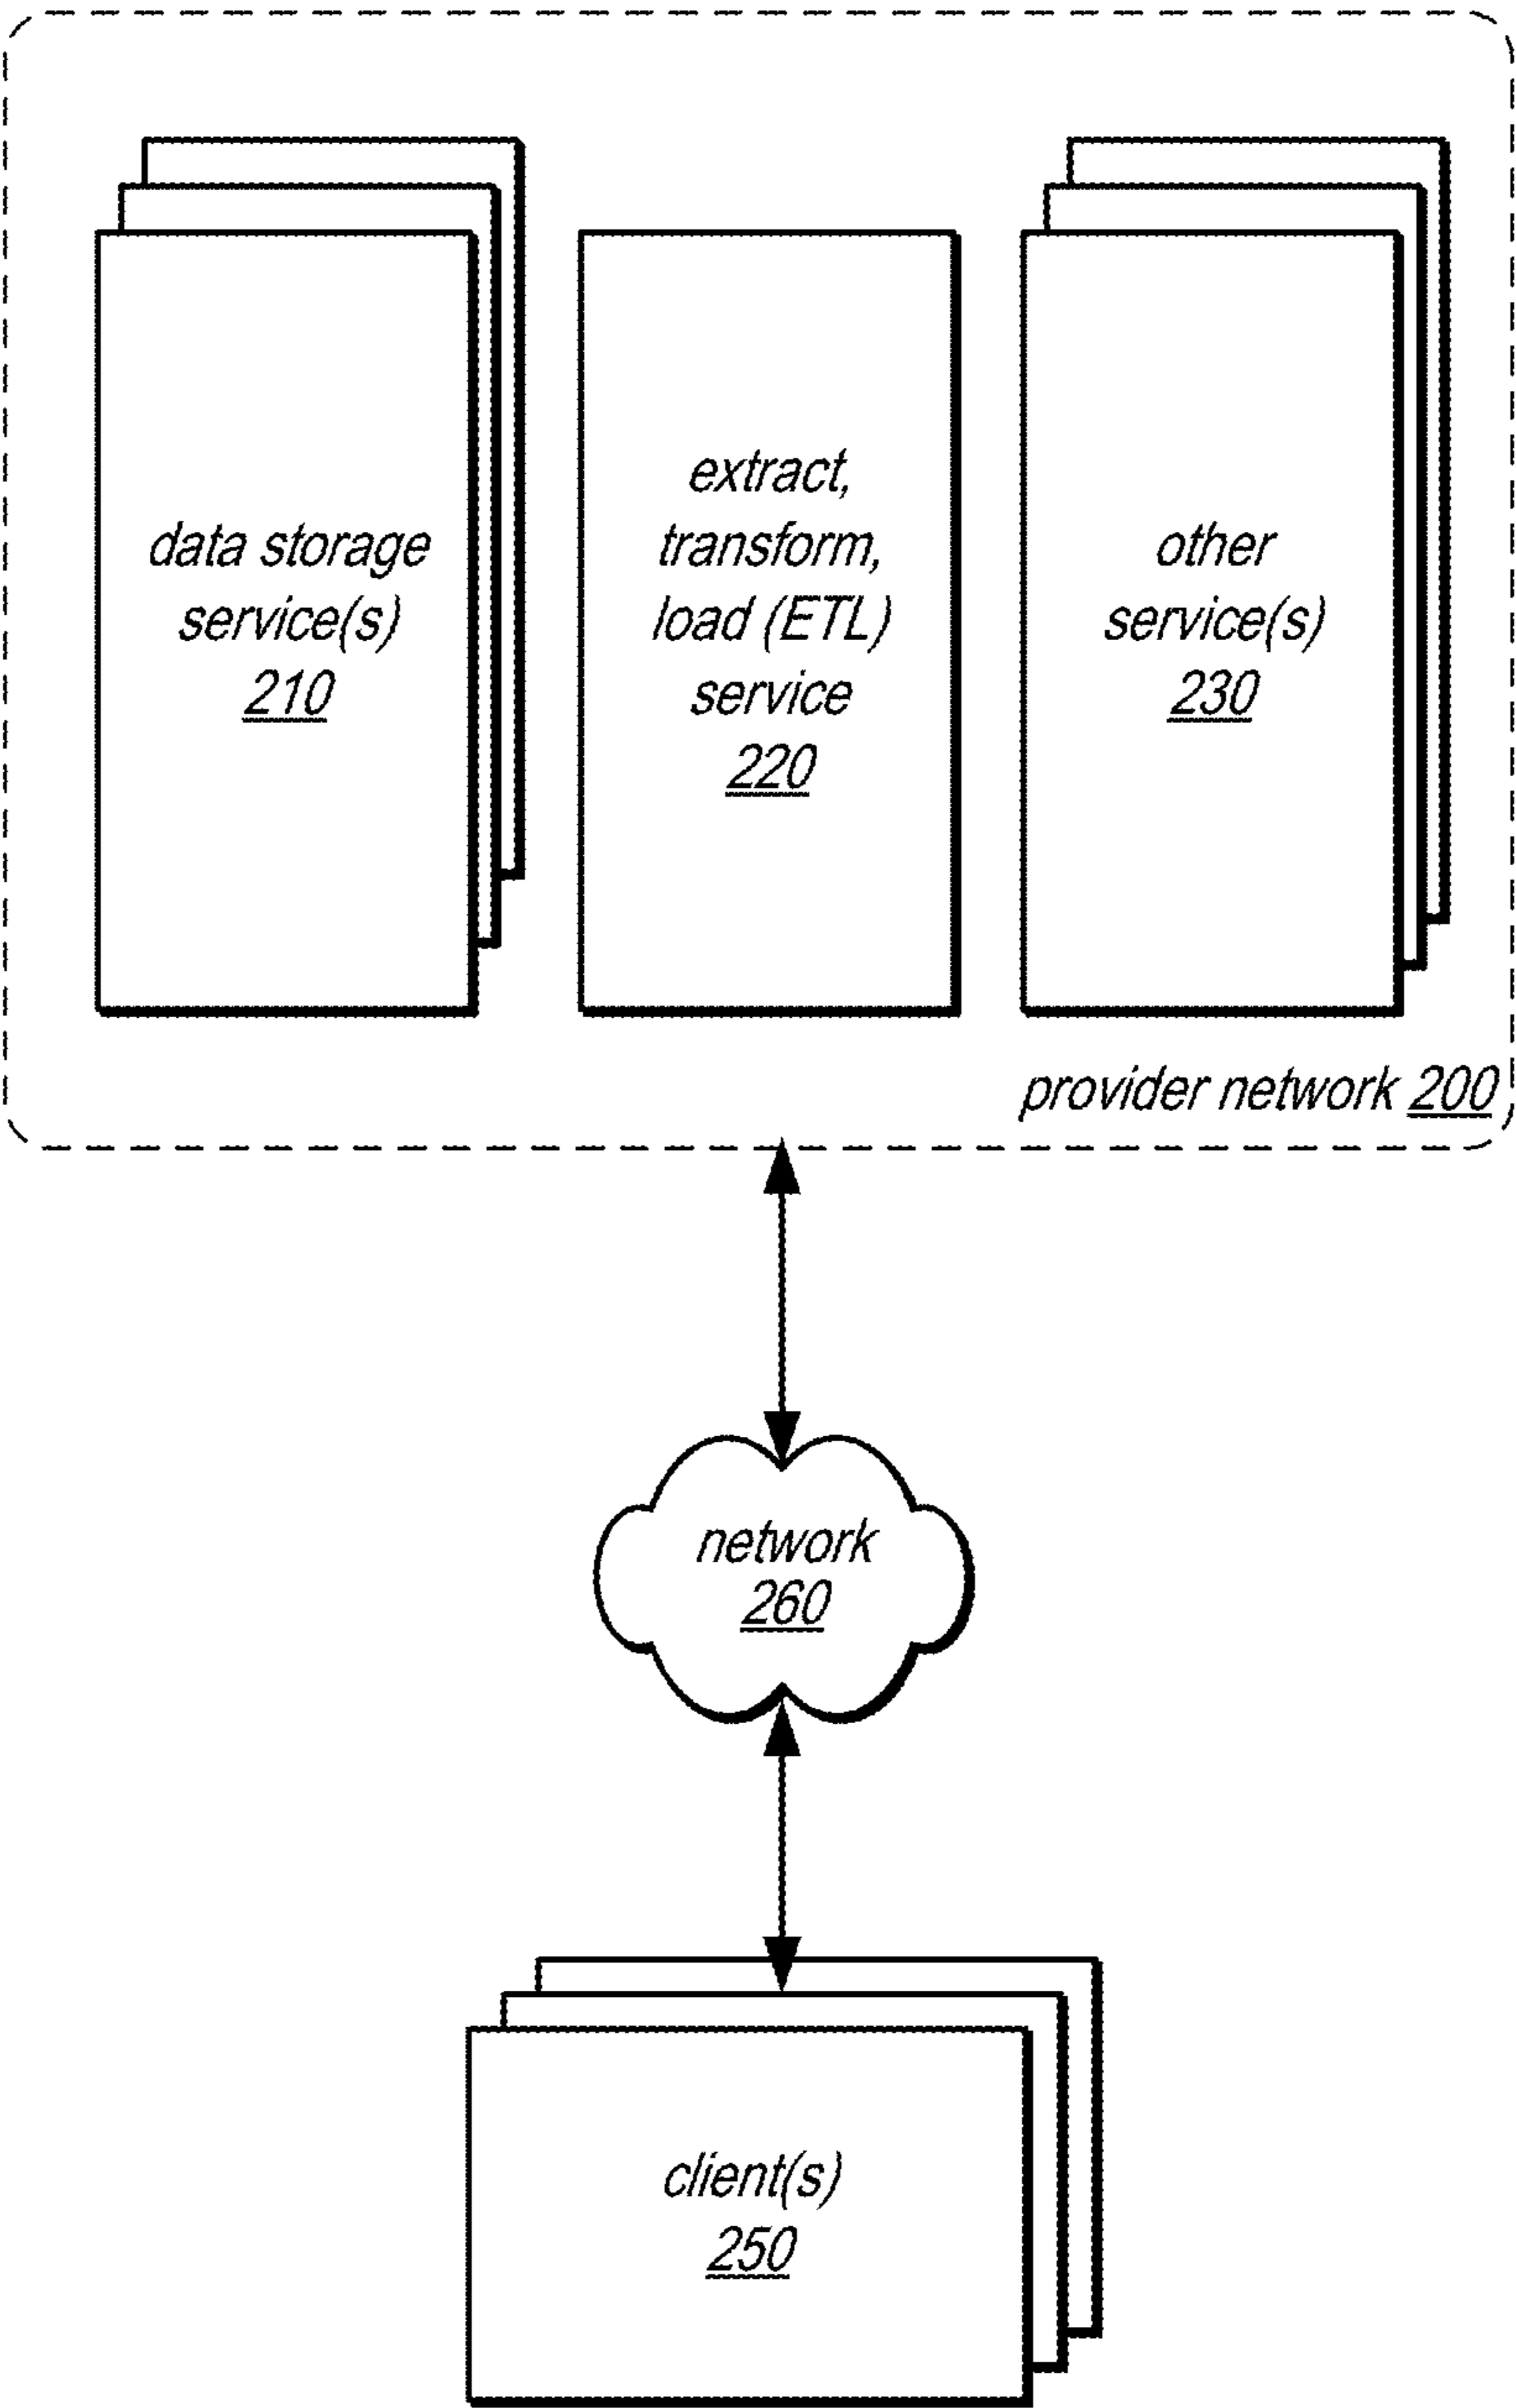 data storage
service(s)
210
extract,
transform,
load (ETL)
service
220
other
service(s)
230
provider network 200
network
260
client(s)
250